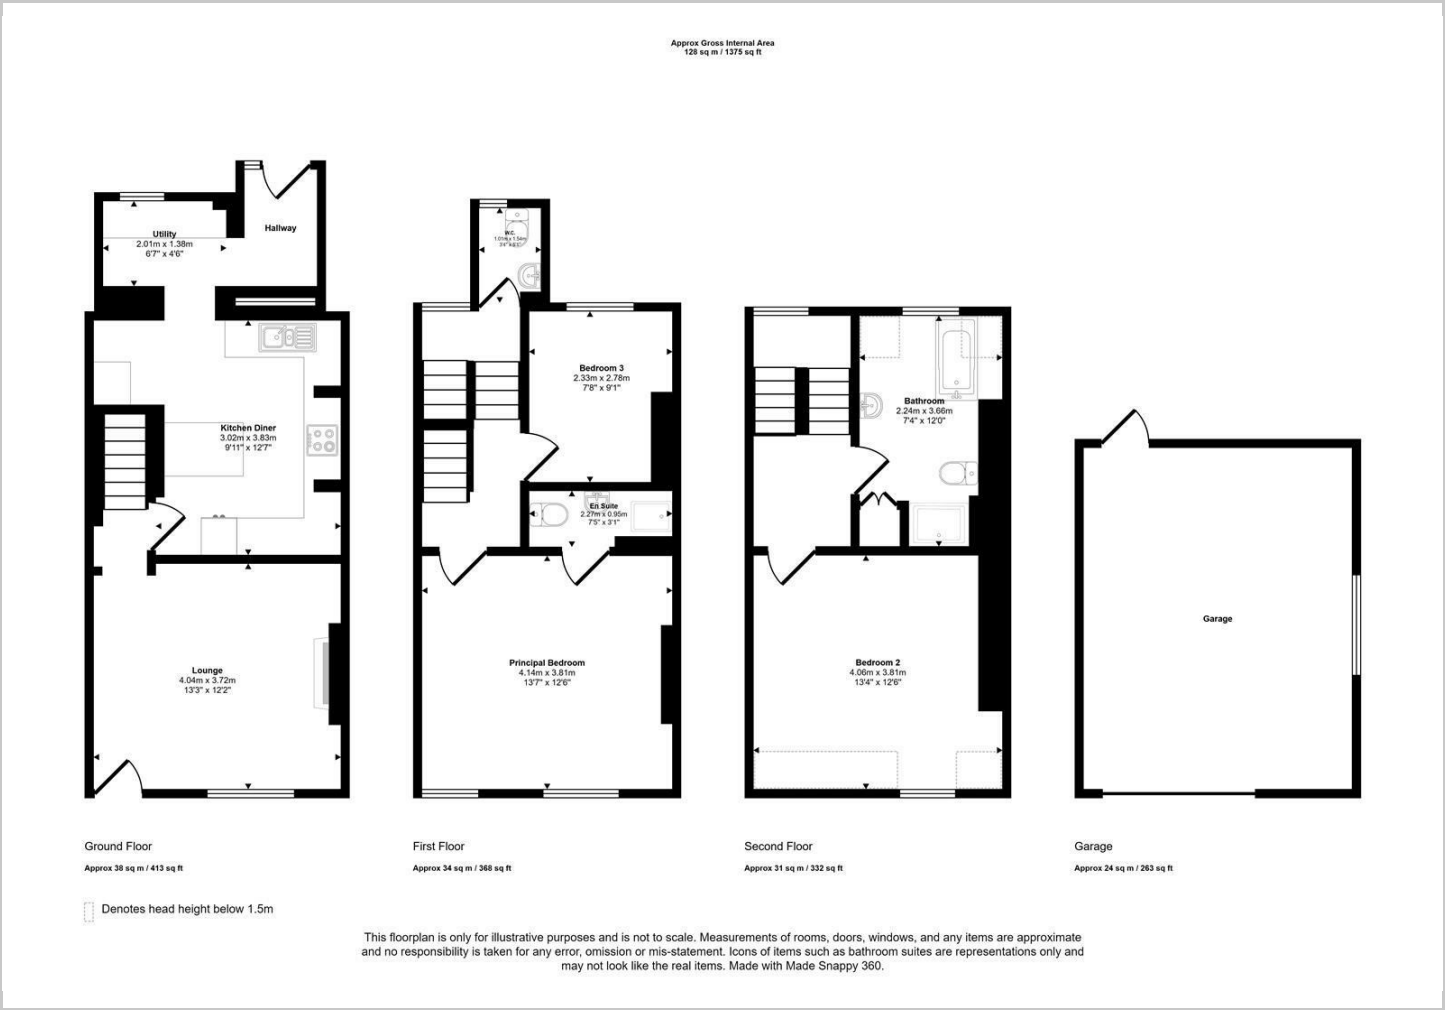 Approx Gross Internal Area
128 sq m / 1375 sq ft
Hallway
Utility
2.01m x 1.38m
6'7" x 4'6"
W.C.
1.01m x 1.54m
Bedroom 3
2.33m x 2.78m
7'8" x 9'1"
Bathroom
2.24m x 3.66m
7'4" x 12'0"
Kitchen Diner
3.02m x 3.83m
9'11" x 12'7"
En Suite
2.27m x 0.95m
7'5" x 3'1"
Garage
Lounge
4.04m x 3.72m
13'3" x 12'2"
Principal Bedroom
4.14m x 3.81m
13'7" x 12'6"
Bedroom 2
4.06m x 3.81m
13'4" x 12'6"
Ground Floor
Approx 38 sq m / 413 sq ft
First Floor
Approx 34 sq m / 368 sq ft
Second Floor
Approx 31 sq m / 332 sq ft
Garage
Approx 24 sq m / 263 sq ft
Denotes head height below 1.5m
This floorplan is only for illustrative purposes and is not to scale. Measurements of rooms, doors, windows, and any items are approximate
and no responsibility is taken for any error, omission or mis-statement. Icons of items such as bathroom suites are representations only and
may not look like the real items. Made with Made Snappy 360.